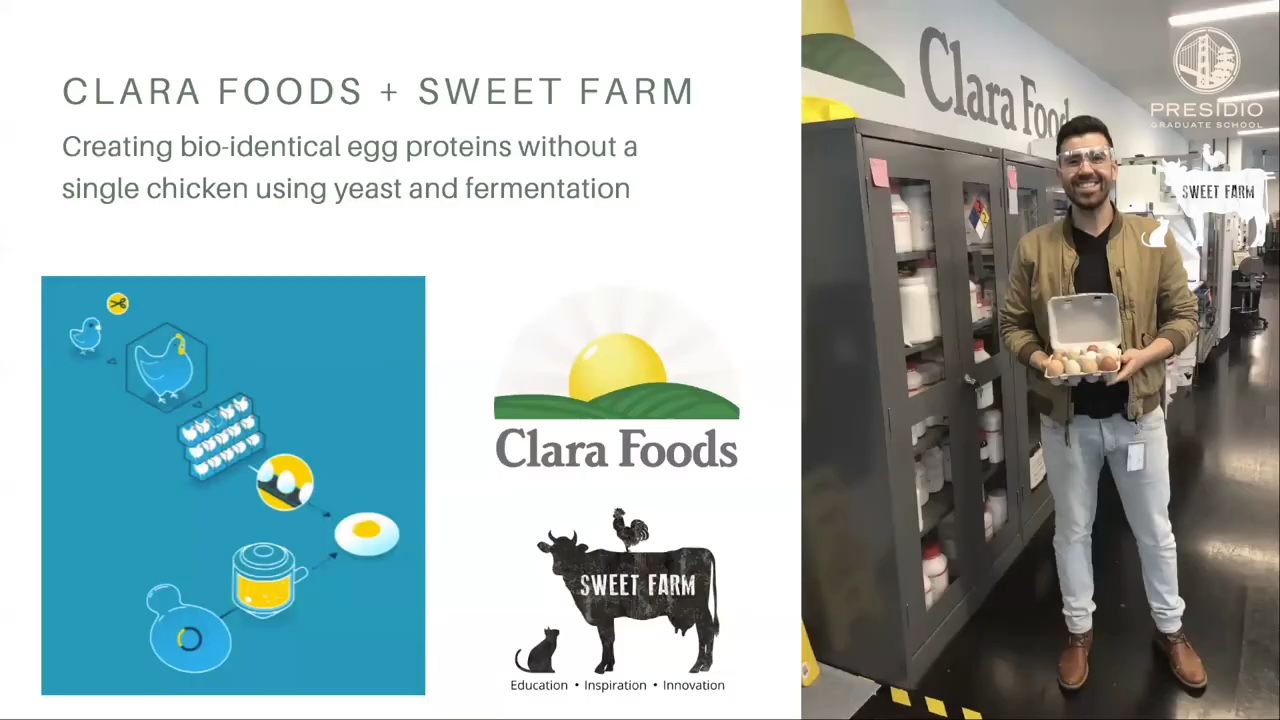 CLARA FOODS + SWEET FARM
Creating bio-identical egg proteins without a
single chicken using yeast and fermentation
Clara Foods
SWEET FARM
Education • Inspiration • Innovation
Clara Foods
PRESIDIO
GRADUATE SCHOOL
SWEET FARM